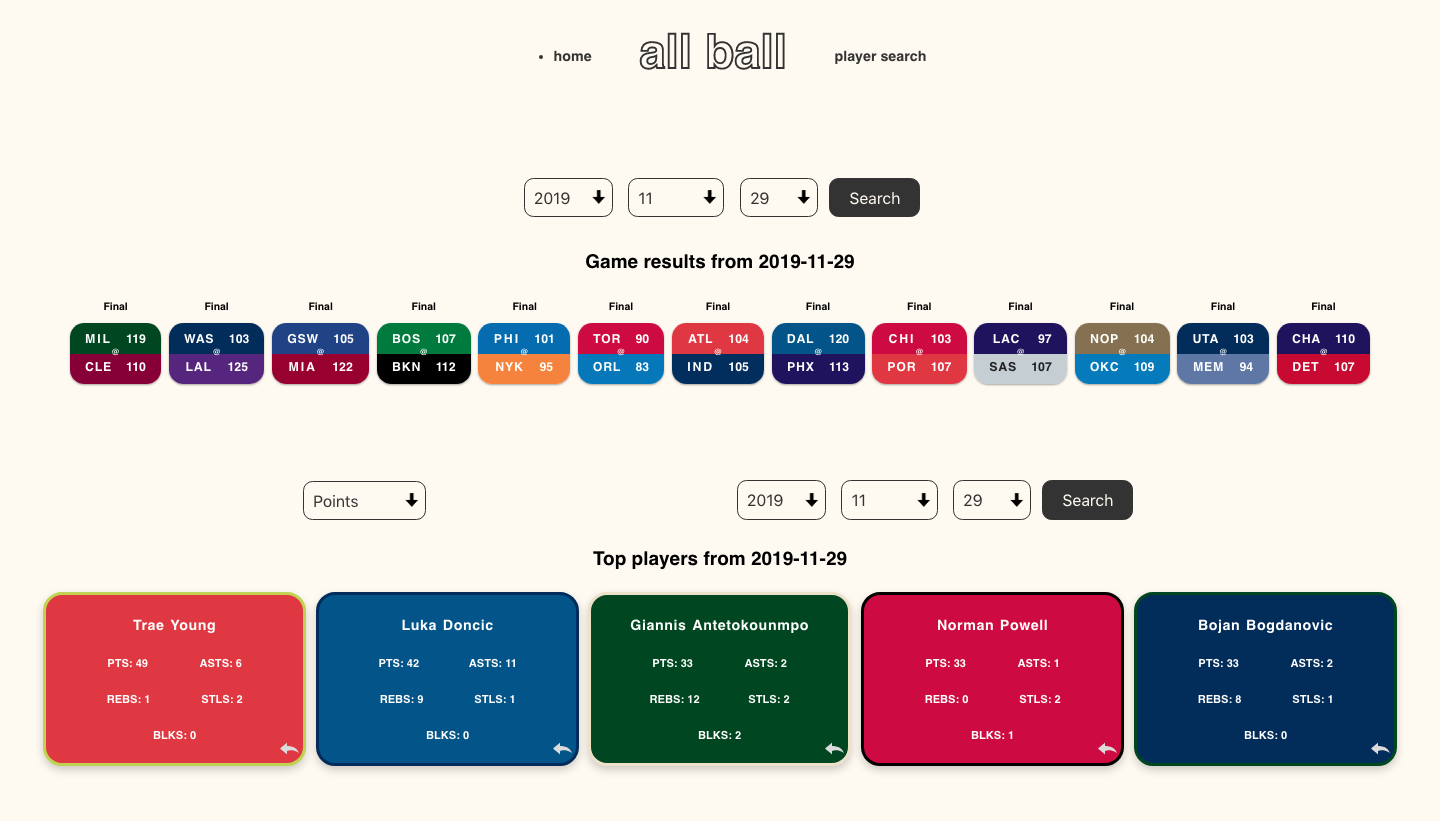 home all ball player search
2019 11 29 Search
Game results from 2019-11-29
Final Final Final Final Final Final Final Final Final Final Final Final Final
MIL 119 WAS 103 GSW 105 BOS 107 PHI 101 TOR 90 ATL 104 DAL 120 CHI 103 LAC 97 NOP 104 UTA 103 CHA 110
@ @ @ @ @ @ @ @ @ @ @ @ @
CLE 110 LAL 125 MIA 122 BKN 112 NYK 95 ORL 83 IND 105 PHX 113 POR 107 SAS 107 OKC 109 MEM 94 DET 107
Points 2019 11 29 Search
Top players from 2019-11-29
Trae Young
PTS: 49 ASTS: 6
REBS: 1 STLS: 2
BLKS: 0
Luka Doncic
PTS: 42 ASTS: 11
REBS: 9 STLS: 1
BLKS: 0
Giannis Antetokounmpo
PTS: 33 ASTS: 2
REBS: 12 STLS: 2
BLKS: 2
Norman Powell
PTS: 33 ASTS: 1
REBS: 0 STLS: 2
BLKS: 1
Bojan Bogdanovic
PTS: 33 ASTS: 2
REBS: 8 STLS: 1
BLKS: 0